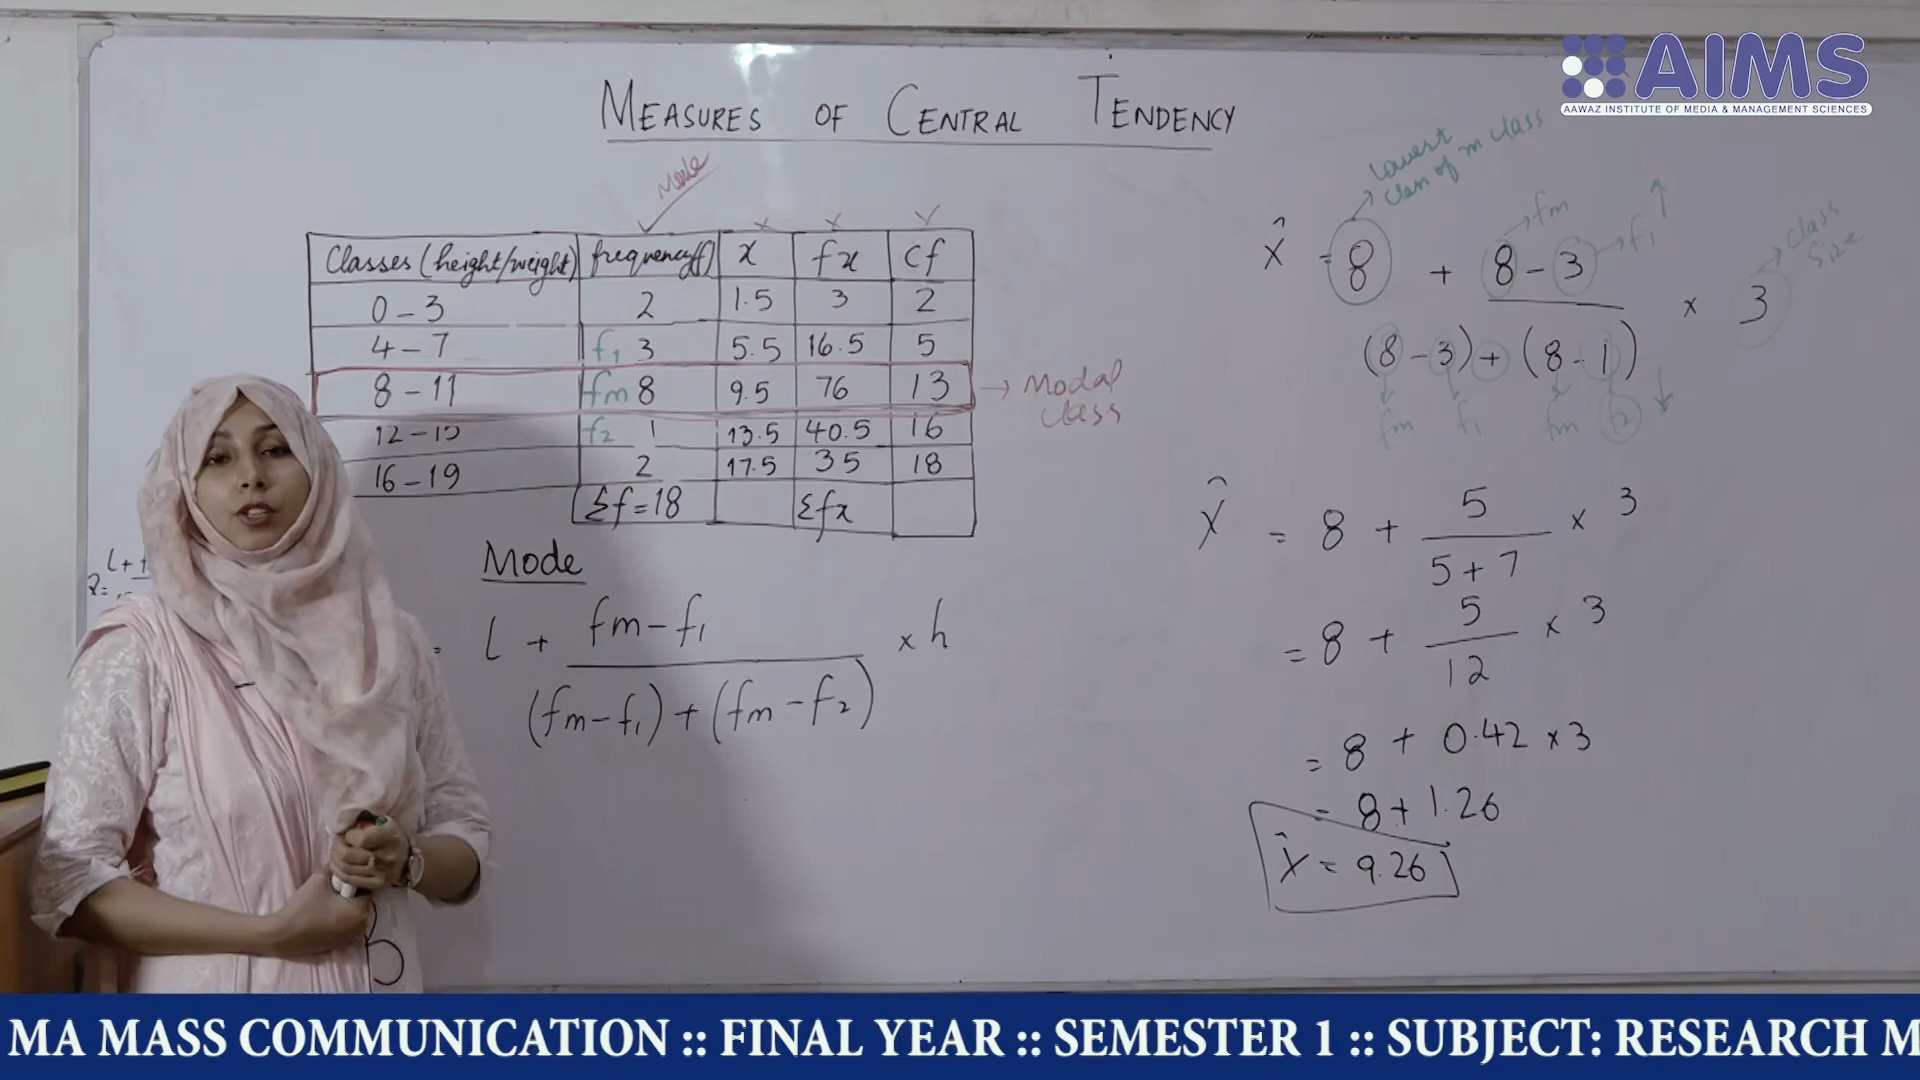 AIMS
AAWAZ INSTITUTE OF MEDIA & MANAGEMENT SCIENCES
MEASURES OF CENTRAL TENDENCY
Mode
Classes (height/weight) frequency(f) x fx cf
0 - 3 2 1.5 3 2
4 - 7 f₁ 3 5.5 16.5 5
8 - 11 fm 8 9.5 76 13
→ Modal class
12 - 15 f₂ 1 13.5 40.5 16
16 - 19 2 17.5 35 18
Σf = 18 Σfx
Mode
= l + fm - f₁ / (fm - f₁) + (fm - f₂) × h
lowest class of m class
→ fm
→ f₁ ↑
→ class size
x̂ = 8 + 8 - 3 / (8 - 3) + (8 - 1) × 3
fm f₁ fm f₂ ↓
x̂ = 8 + 5 / 5 + 7 × 3
= 8 + 5 / 12 × 3
= 8 + 0.42 × 3
= 8 + 1.26
x̂ = 9.26
MA MASS COMMUNICATION :: FINAL YEAR :: SEMESTER 1 :: SUBJECT: RESEARCH M